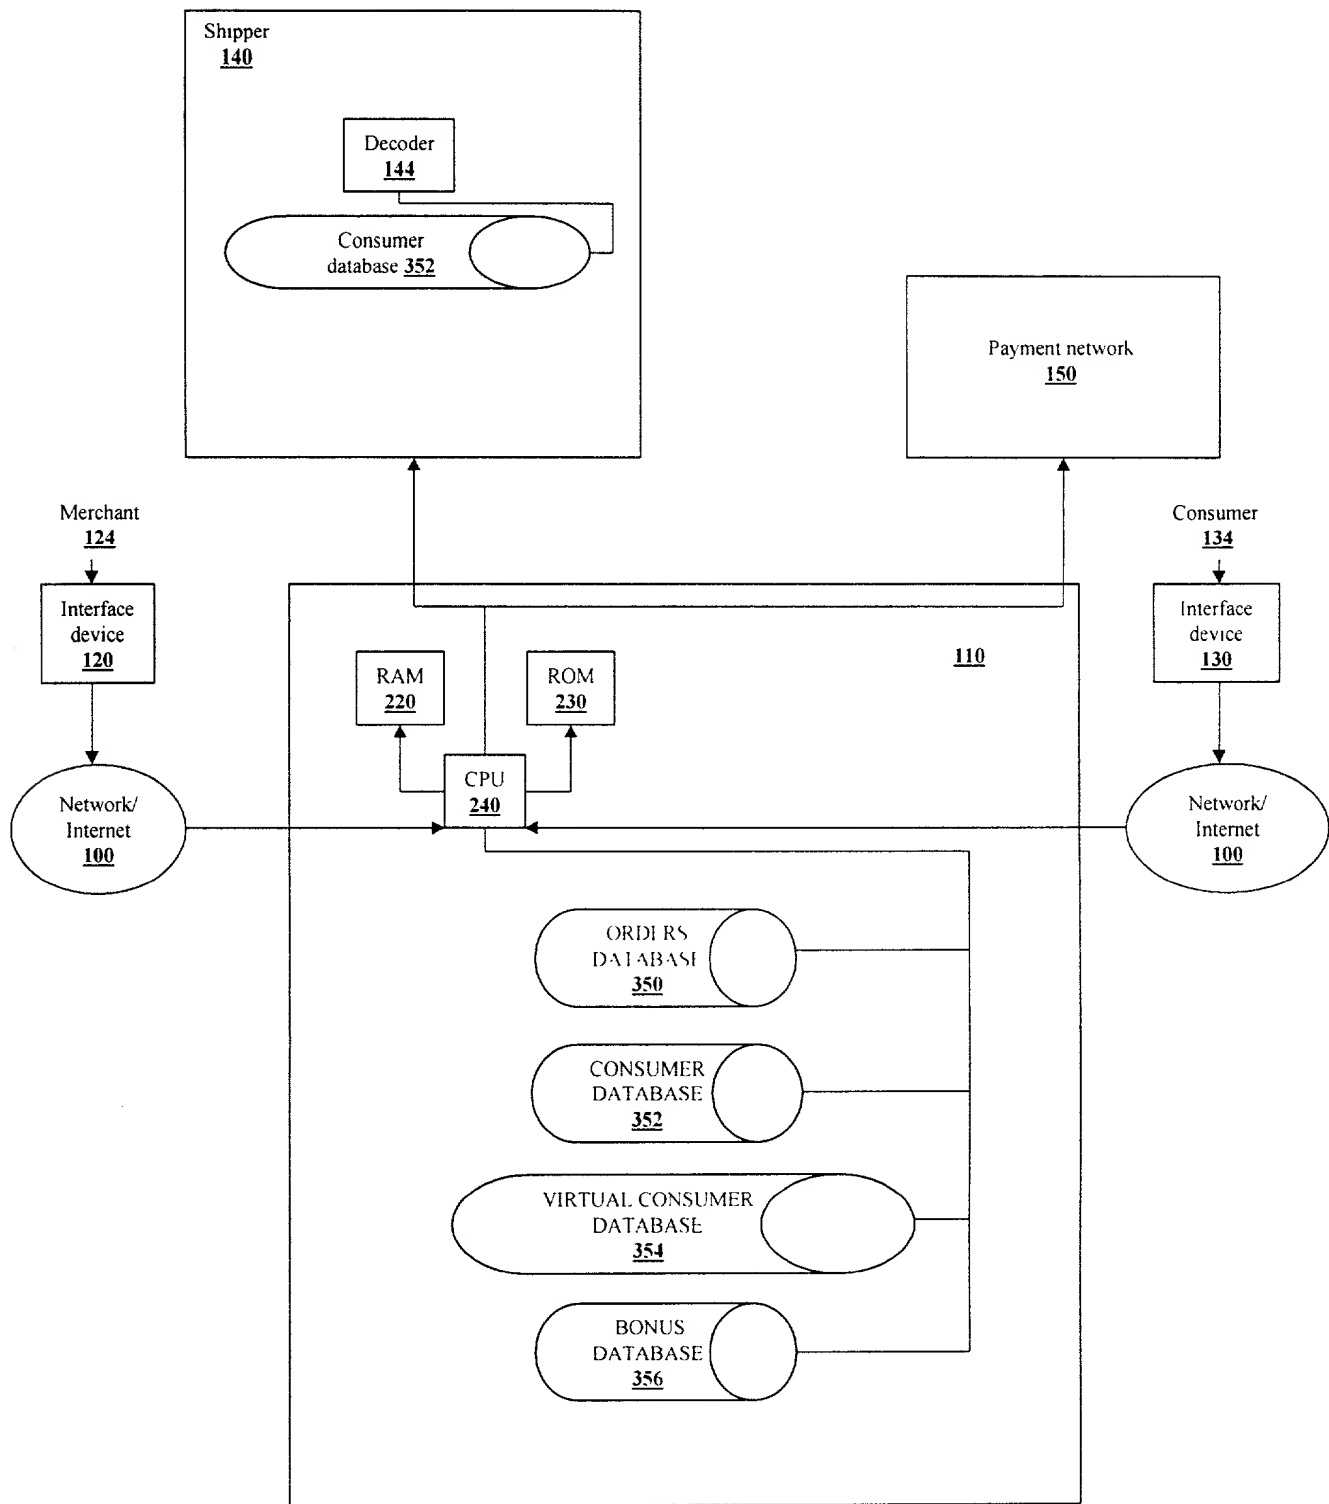 Shipper
140
Decoder
144
Consumer
database 352
Payment network
150
Merchant
124
Consumer
134
Interface
device
120
Interface
device
130
110
RAM
220
ROM
230
CPU
240
Network/
Internet
100
Network/
Internet
100
ORDERS
DATABASE
350
CONSUMER
DATABASE
352
VIRTUAL CONSUMER
DATABASE
354
BONUS
DATABASE
356